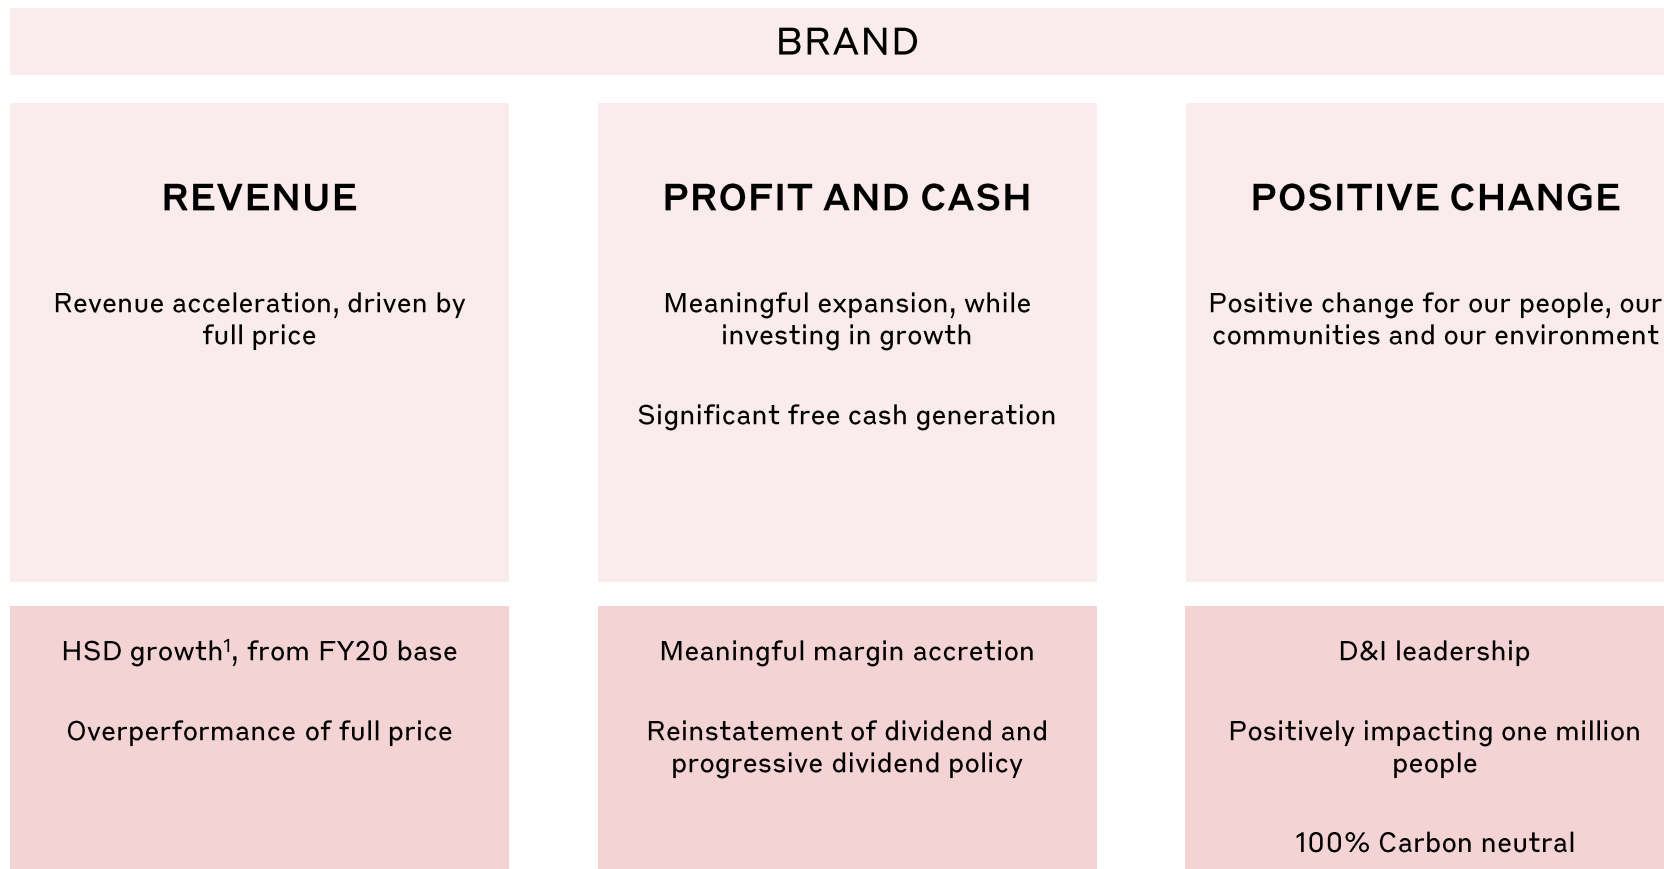 BRAND
REVENUE
Revenue acceleration, driven by
full price
PROFIT AND CASH
Meaningful expansion, while
investing in growth
Significant free cash generation
POSITIVE CHANGE
Positive change for our people, our
communities and our environment
HSD growth¹, from FY20 base
Overperformance of full price
Meaningful margin accretion
Reinstatement of dividend and
progressive dividend policy
D&I leadership
Positively impacting one million
people
100% Carbon neutral